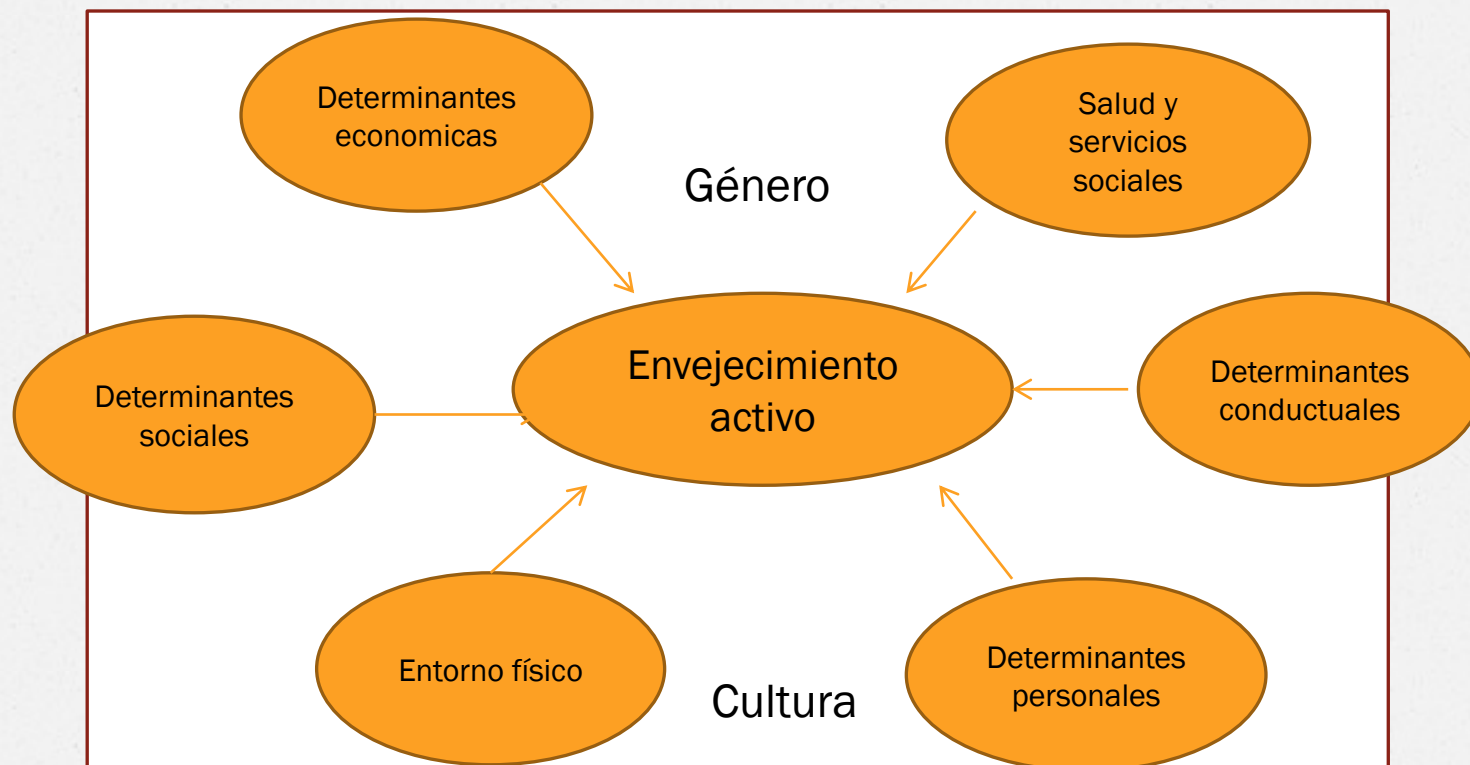 Determinantes
economicas
Salud y
servicios
sociales
Género
Envejecimiento
activo
Determinantes
sociales
Determinantes
conductuales
Entorno físico
Determinantes
personales
Cultura